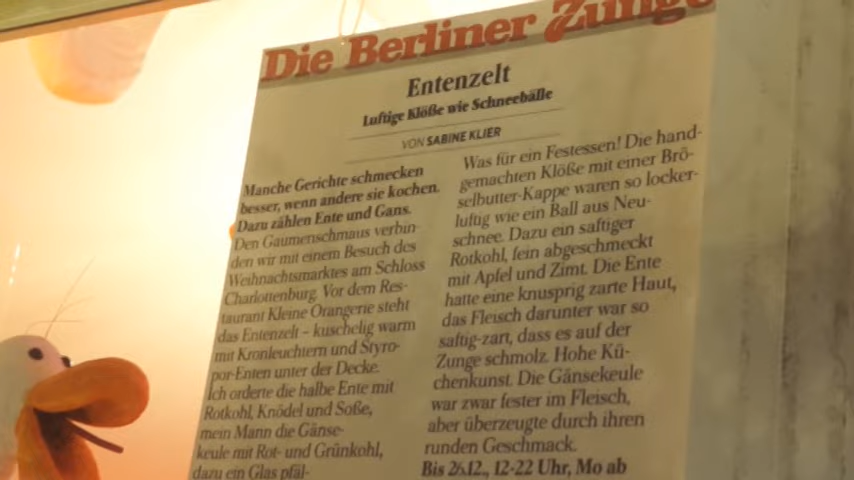 Die Berliner Zunge
Entenzelt
Luftige Klöße wie Schneebälle
VON SABINE KLIER
Manche Gerichte schmecken
besser, wenn andere sie kochen.
Dazu zählen Ente und Gans.
Den Gaumenschmaus verbin-
den wir mit einem Besuch des
Weihnachtsmarktes am Schloss
Charlottenburg. Vor dem Res-
taurant Kleine Orangerie steht
das Entenzelt – kuschelig warm
mit Kronleuchtern und Styro-
por-Enten unter der Decke.
Ich orderte die halbe Ente mit
Rotkohl, Knödel und Soße,
mein Mann die Gänse-
keule mit Rot- und Grünkohl,
dazu ein Glas pfäl-
Was für ein Festessen! Die hand-
gemachten Klöße mit einer Brö-
selbutter-Kappe waren so locker-
luftig wie ein Ball aus Neu-
schnee. Dazu ein saftiger
Rotkohl, fein abgeschmeckt
mit Apfel und Zimt. Die Ente
hatte eine knusprig zarte Haut,
das Fleisch darunter war so
saftig-zart, dass es auf der
Zunge schmolz. Hohe Kü-
chenkunst. Die Gänsekeule
war zwar fester im Fleisch,
aber überzeugte durch ihren
runden Geschmack.
Bis 26.12., 12-22 Uhr, Mo ab